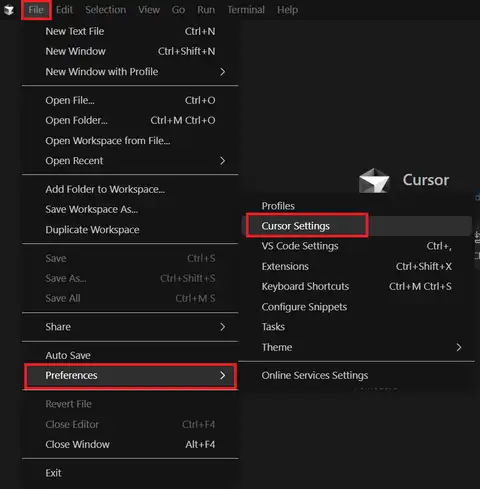 File Edit Selection View Go Run Terminal Help
New Text File Ctrl+N
New Window Ctrl+Shift+N
New Window with Profile
Open File... Ctrl+O
Open Folder... Ctrl+M Ctrl+O
Open Workspace from File...
Open Recent
Add Folder to Workspace...
Save Workspace As...
Duplicate Workspace
Save Ctrl+S
Save As... Ctrl+Shift+S
Save All Ctrl+M S
Share
Auto Save
Preferences
Revert File
Close Editor Ctrl+F4
Close Window Alt+F4
Exit
Cursor
Profiles
Cursor Settings
VS Code Settings Ctrl+,
Extensions Ctrl+Shift+X
Keyboard Shortcuts Ctrl+M Ctrl+S
Configure Snippets
Tasks
Theme
Online Services Settings